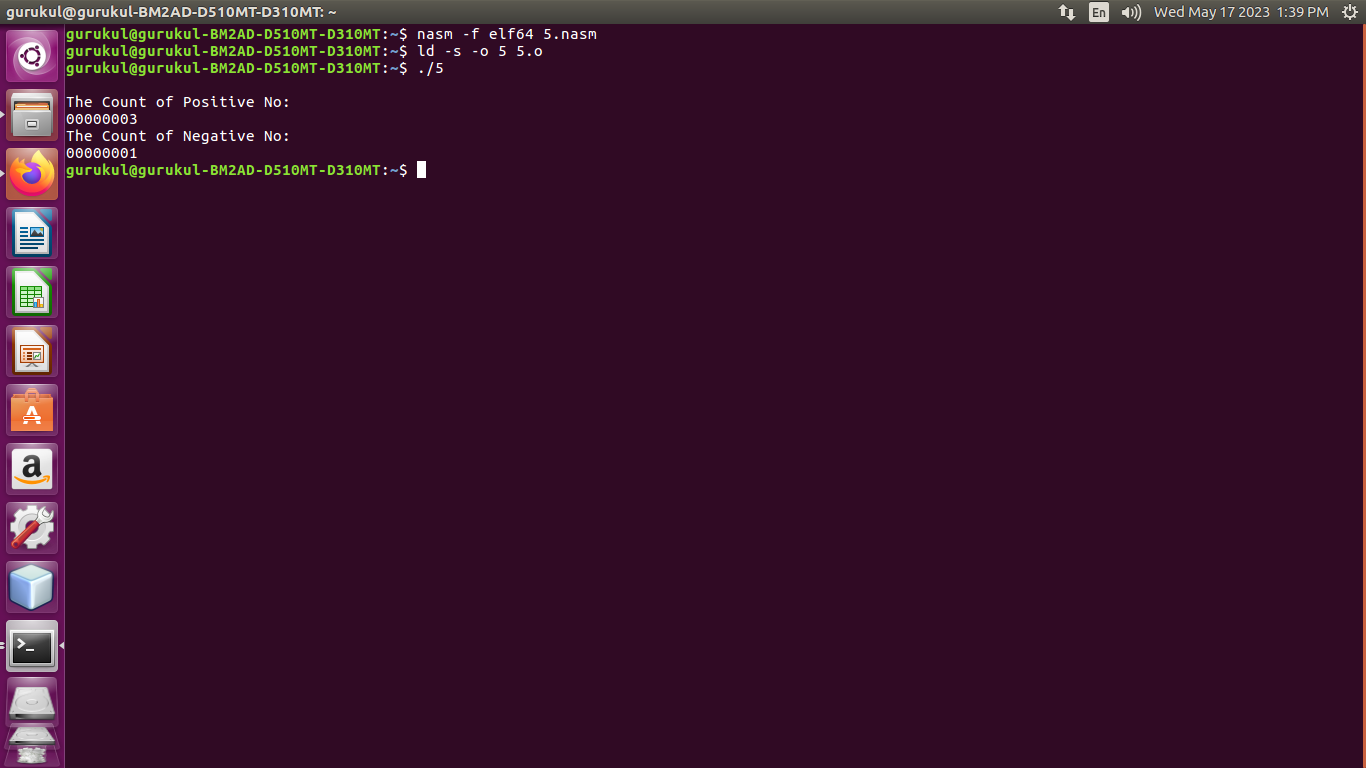 gurukul@gurukul-BM2AD-D510MT-D310MT: ~
En
Wed May 17 2023 1:39 PM
gurukul@gurukul-BM2AD-D510MT-D310MT:~$ nasm -f elf64 5.nasm
gurukul@gurukul-BM2AD-D510MT-D310MT:~$ ld -s -o 5 5.o
gurukul@gurukul-BM2AD-D510MT-D310MT:~$ ./5
The Count of Positive No:
00000003
The Count of Negative No:
00000001
gurukul@gurukul-BM2AD-D510MT-D310MT:~$